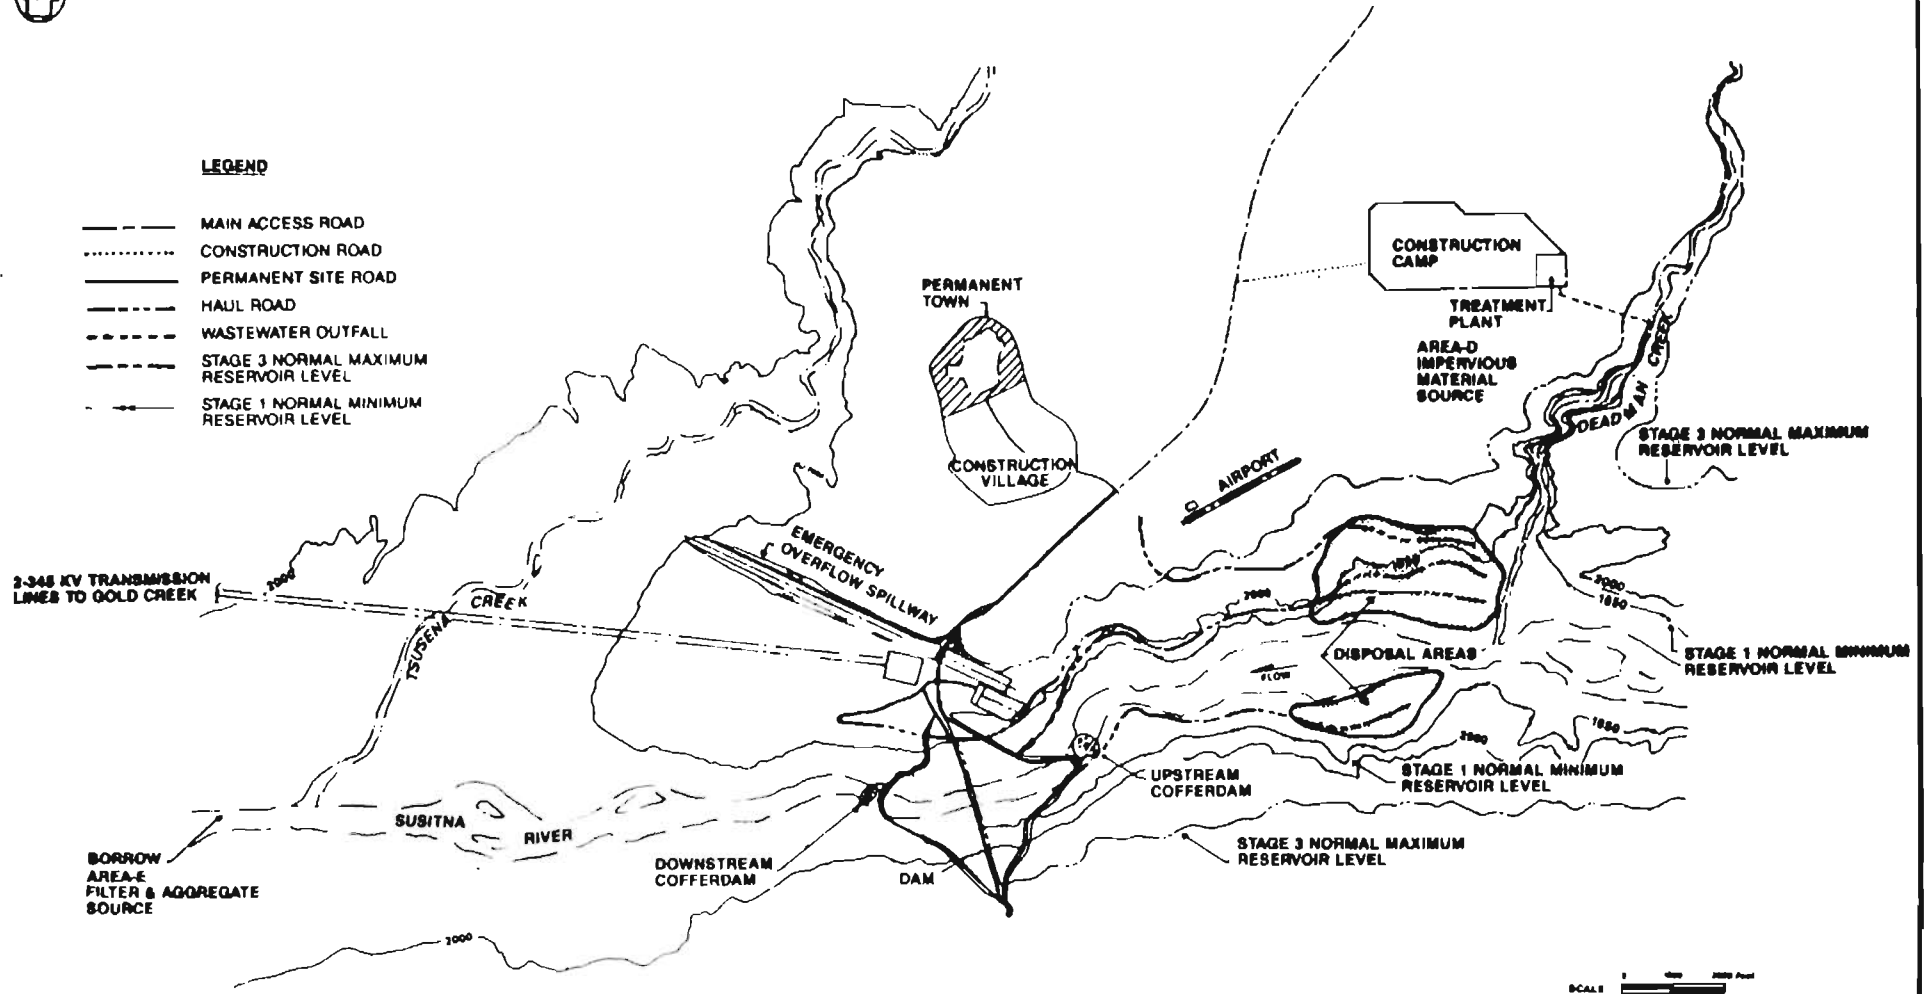 LEGEND
MAIN ACCESS ROAD
CONSTRUCTION ROAD
PERMANENT SITE ROAD
HAUL ROAD
WASTEWATER OUTFALL
STAGE 3 NORMAL MAXIMUM
RESERVOIR LEVEL
STAGE 1 NORMAL MINIMUM
RESERVOIR LEVEL
CONSTRUCTION
CAMP
PERMANENT
TOWN
TREATMENT
PLANT
AREA-D
IMPERVIOUS
MATERIAL
SOURCE
DEADMAN CREEK
STAGE 3 NORMAL MAXIMUM
RESERVOIR LEVEL
CONSTRUCTION
VILLAGE
AIRPORT
EMERGENCY
OVERFLOW SPILLWAY
2-345 KV TRANSMISSION
LINES TO GOLD CREEK
2000
TSUSENA CREEK
2000
1850
2000
DISPOSAL AREAS
FLOW
STAGE 1 NORMAL MINIMUM
RESERVOIR LEVEL
1850
2000
UPSTREAM
COFFERDAM
STAGE 1 NORMAL MINIMUM
RESERVOIR LEVEL
SUSITNA RIVER
STAGE 3 NORMAL MAXIMUM
RESERVOIR LEVEL
BORROW
AREA-E
FILTER & AGGREGATE
SOURCE
DOWNSTREAM
COFFERDAM
DAM
2000
SCALE